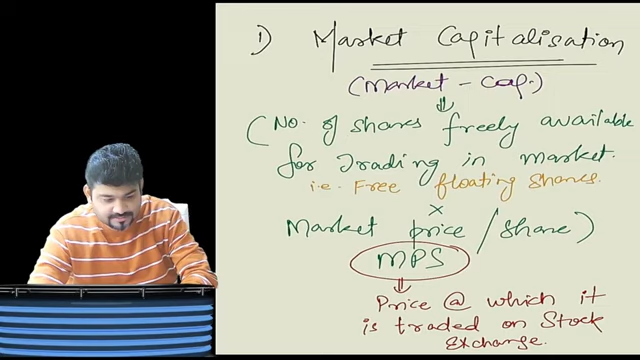 1) Market Capitalisation
(Market - Cap.)
⇓
(No. of shares freely available
for Trading in market.
i.e. Free floating shares.
×
Market price / share)
MPS
⇓
Price @ which it
is traded on Stock
Exchange.